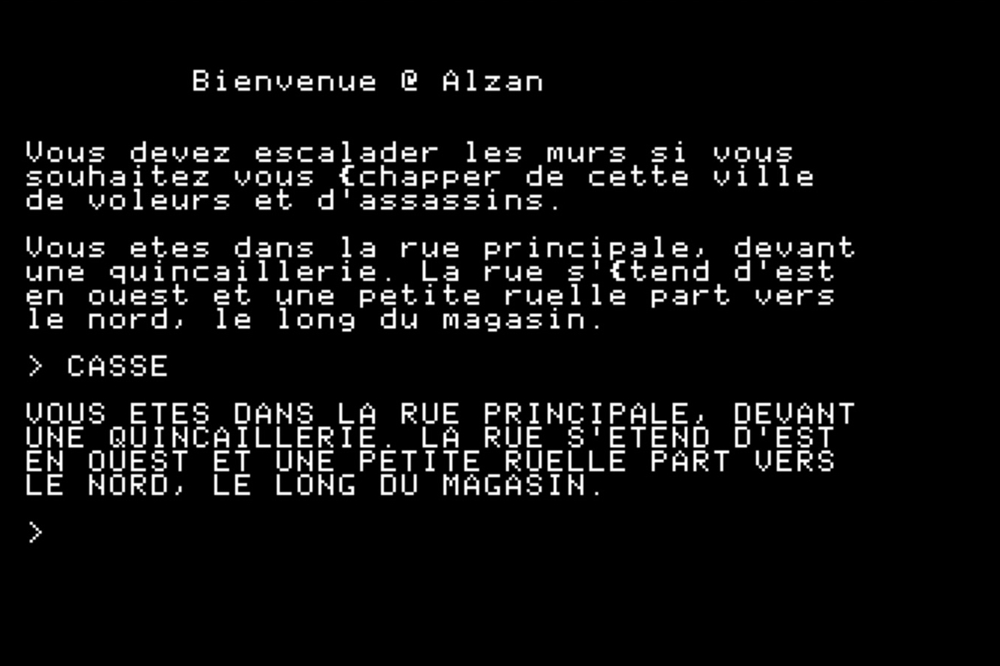 Bienvenue @ Alzan
Vous devez escalader les murs si vous
souhaitez vous {chapper de cette ville
de voleurs et d'assassins.
Vous etes dans la rue principale, devant
une quincaillerie. La rue s'{tend d'est
en ouest et une petite ruelle part vers
le nord, le long du magasin.
> CASSE
VOUS ETES DANS LA RUE PRINCIPALE, DEVANT
UNE QUINCAILLERIE. LA RUE S'ETEND D'EST
EN OUEST ET UNE PETITE RUELLE PART VERS
LE NORD, LE LONG DU MAGASIN.
>